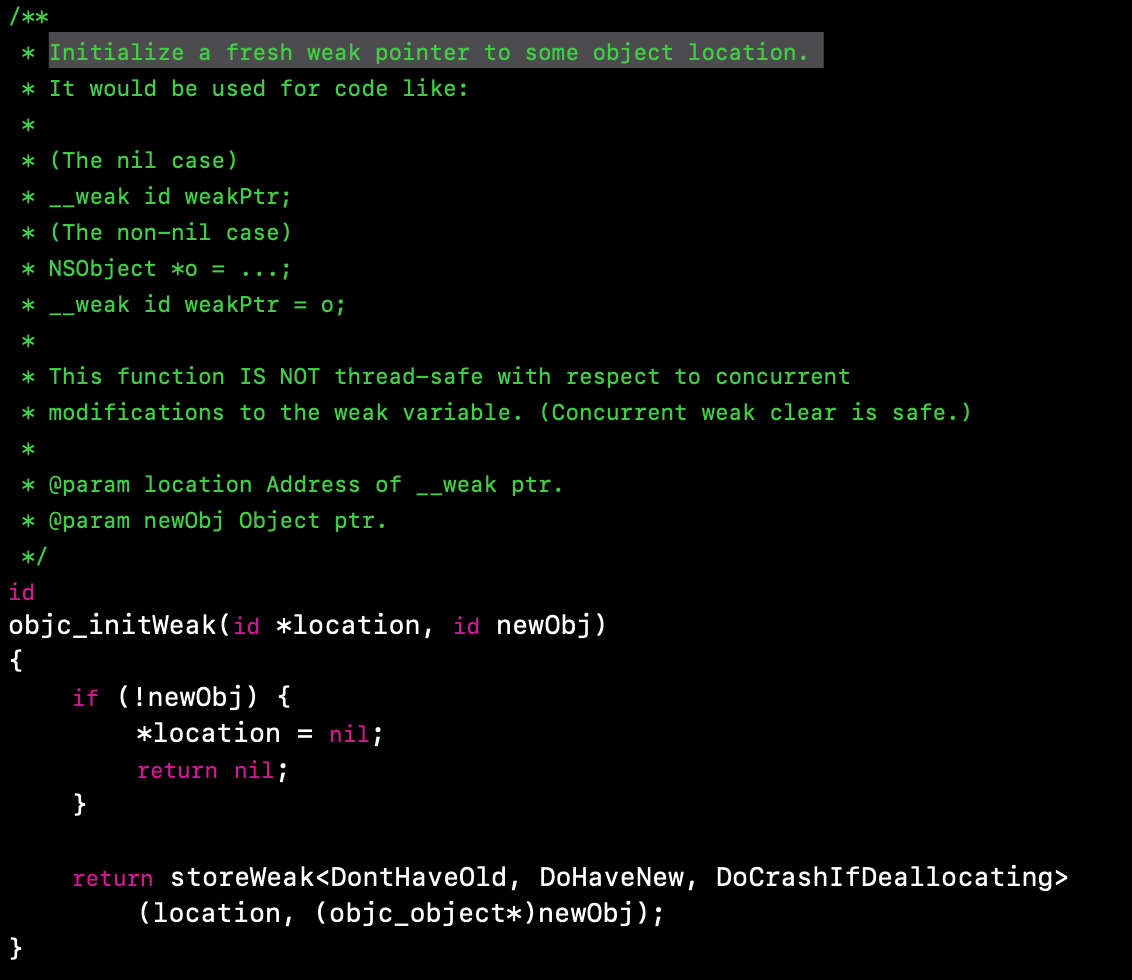 /**
 * Initialize a fresh weak pointer to some object location.
 * It would be used for code like:
 *
 * (The nil case)
 * __weak id weakPtr;
 * (The non-nil case)
 * NSObject *o = ...;
 * __weak id weakPtr = o;
 *
 * This function IS NOT thread-safe with respect to concurrent
 * modifications to the weak variable. (Concurrent weak clear is safe.)
 *
 * @param location Address of __weak ptr.
 * @param newObj Object ptr.
 */
id
objc_initWeak(id *location, id newObj)
{
    if (!newObj) {
        *location = nil;
        return nil;
    }

    return storeWeak<DontHaveOld, DoHaveNew, DoCrashIfDeallocating>
        (location, (objc_object*)newObj);
}